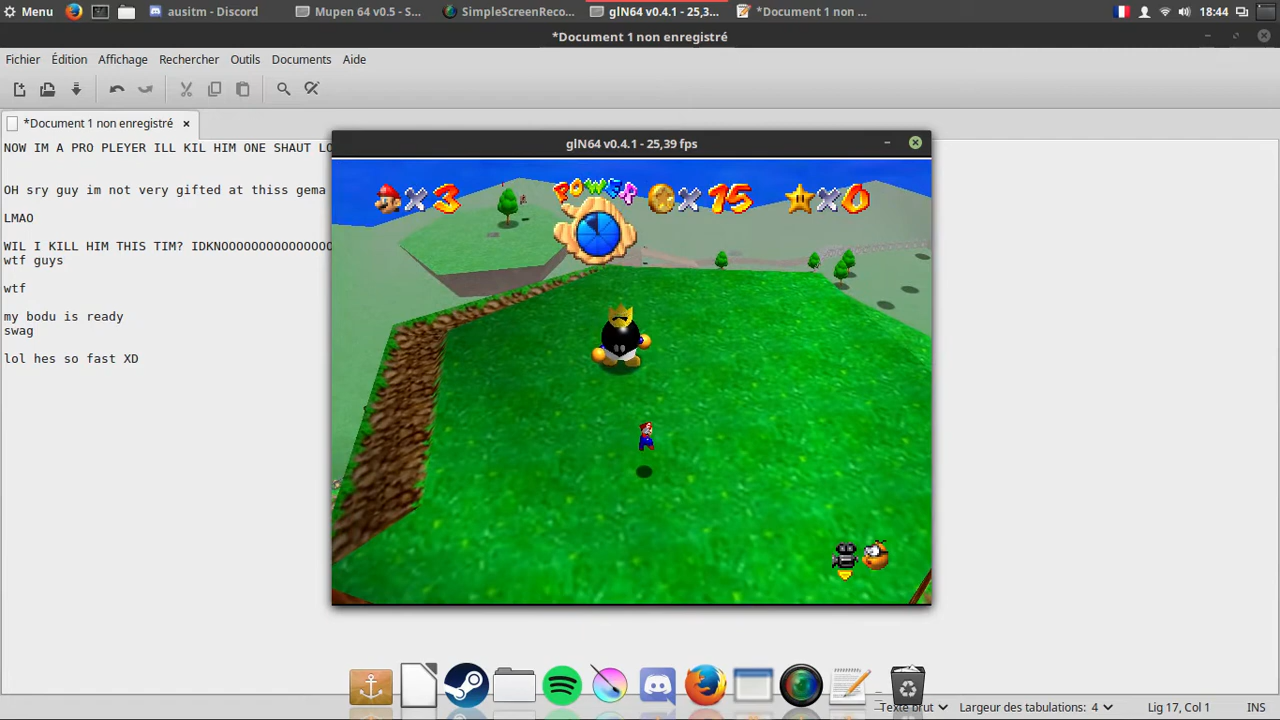 Menu
ausitm - Discord
Mupen 64 v0.5 - S...
SimpleScreenReco...
glN64 v0.4.1 - 25,3...
*Document 1 non ...
18:44
*Document 1 non enregistré
Fichier Édition Affichage Rechercher Outils Documents Aide
*Document 1 non enregistré
NOW IM A PRO PLEYER ILL KIL HIM ONE SHAUT LO
OH sry guy im not very gifted at thiss gema
LMAO
WIL I KILL HIM THIS TIM? IDKNOOOOOOOOOOOOOOO
wtf guys
wtf
my bodu is ready
swag
lol hes so fast XD
glN64 v0.4.1 - 25,39 fps
×3
POWER
×15
×0
Texte brut
Largeur des tabulations: 4
Lig 17, Col 1
INS